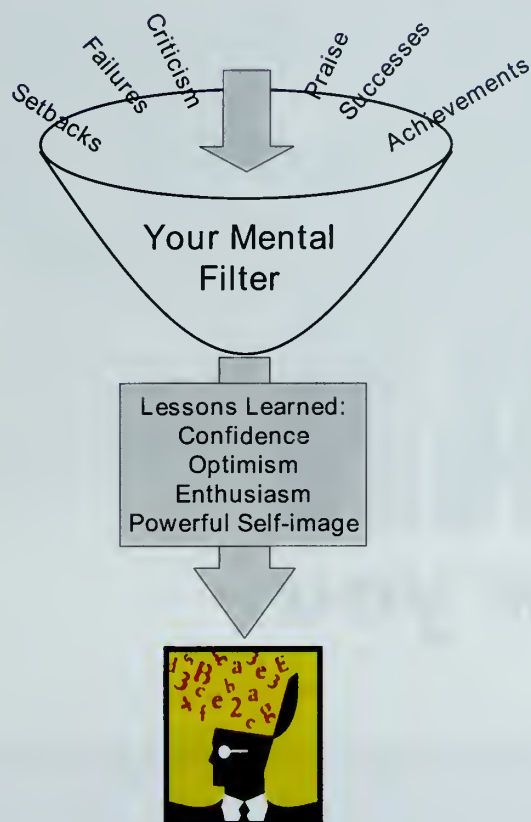 Setbacks
Failures
Criticism
Praise
Successes
Achievements
Your Mental
Filter
Lessons Learned:
Confidence
Optimism
Enthusiasm
Powerful Self-image